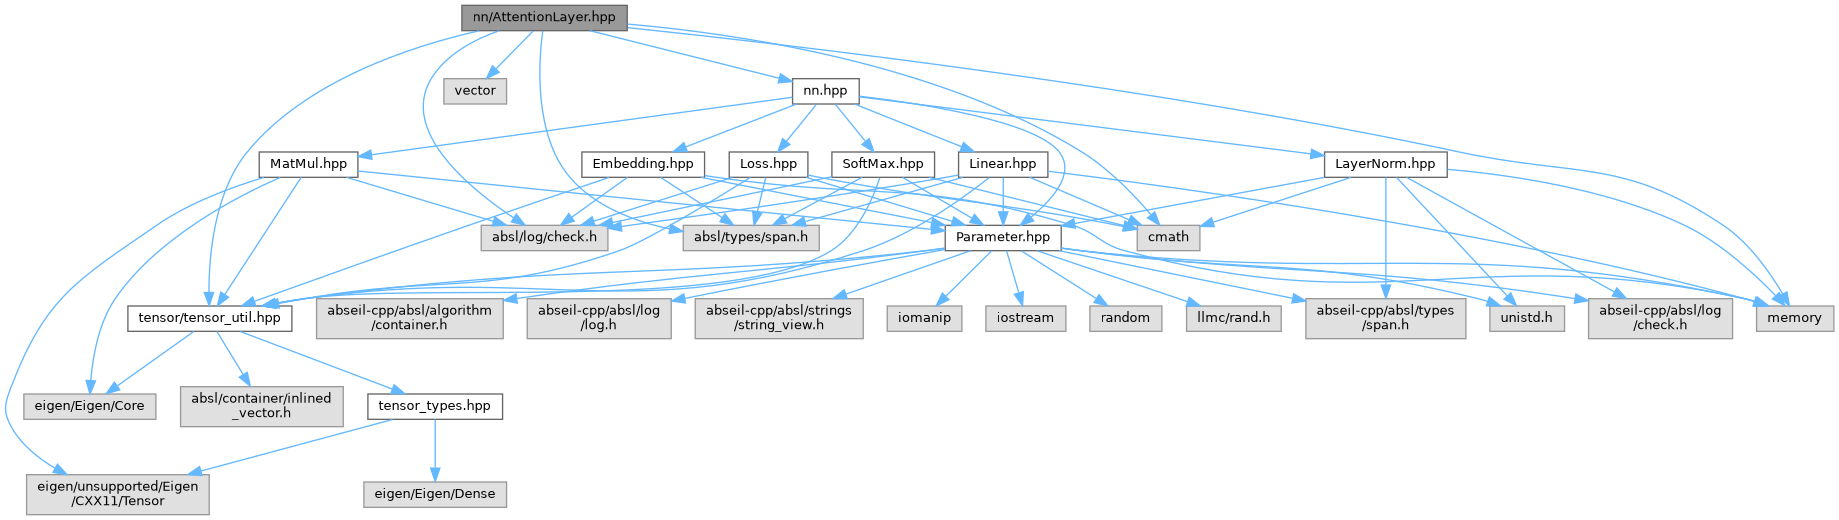 nn/AttentionLayer.hpp
vector
nn.hpp
MatMul.hpp
Embedding.hpp
Loss.hpp
SoftMax.hpp
Linear.hpp
LayerNorm.hpp
absl/log/check.h
absl/types/span.h
Parameter.hpp
cmath
tensor/tensor_util.hpp
abseil-cpp/absl/algorithm
/container.h
abseil-cpp/absl/log
/log.h
abseil-cpp/absl/strings
/string_view.h
iomanip
iostream
random
llmc/rand.h
abseil-cpp/absl/types
/span.h
unistd.h
abseil-cpp/absl/log
/check.h
memory
eigen/Eigen/Core
absl/container/inlined
_vector.h
tensor_types.hpp
eigen/unsupported/Eigen
/CXX11/Tensor
eigen/Eigen/Dense